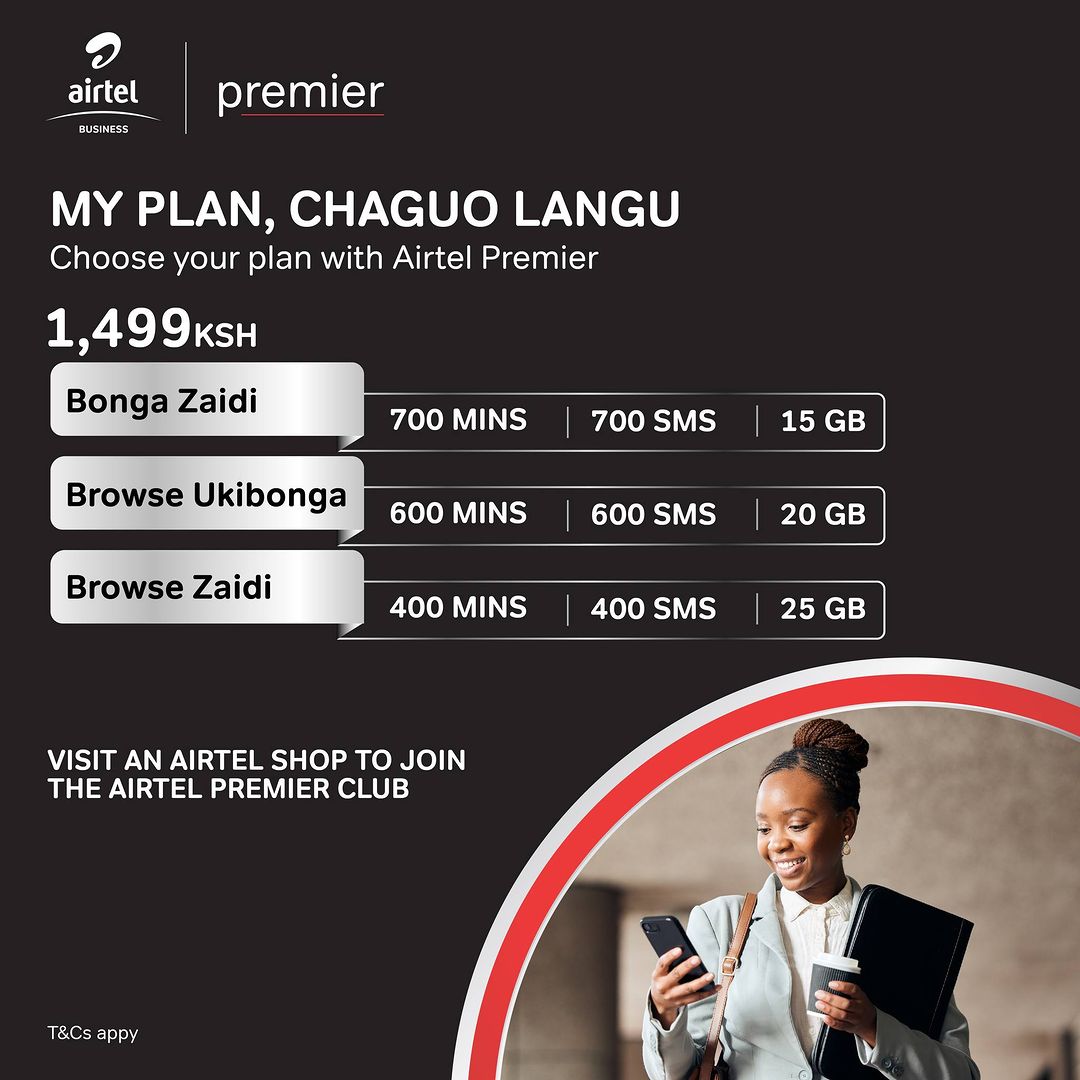 airtel
BUSINESS
premier
MY PLAN, CHAGUO LANGU
Choose your plan with Airtel Premier
1,499KSH
Bonga Zaidi
700 MINS | 700 SMS | 15 GB
Browse Ukibonga
600 MINS | 600 SMS | 20 GB
Browse Zaidi
400 MINS | 400 SMS | 25 GB
VISIT AN AIRTEL SHOP TO JOIN
THE AIRTEL PREMIER CLUB
T&Cs appy